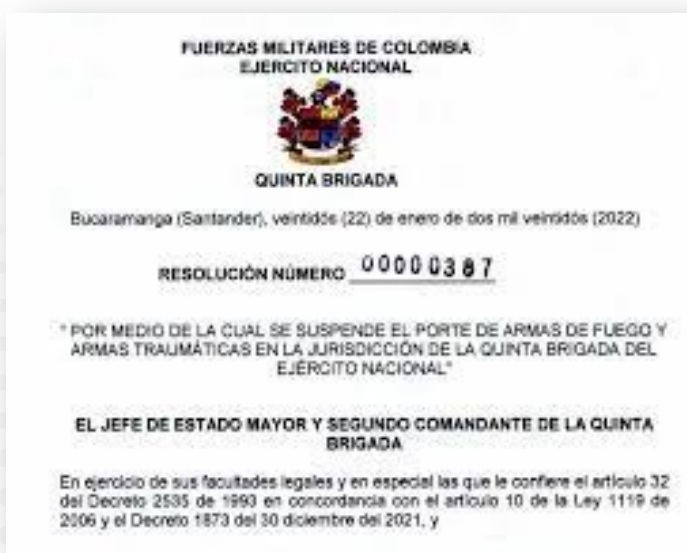 FUERZAS MILITARES DE COLOMBIA
EJERCITO NACIONAL
QUINTA BRIGADA
Bucaramanga (Santander), veintidós (22) de enero de dos mil veintidós (2022)
RESOLUCIÓN NÚMERO 00000387
" POR MEDIO DE LA CUAL SE SUSPENDE EL PORTE DE ARMAS DE FUEGO Y
ARMAS TRAUMÁTICAS EN LA JURISDICCIÓN DE LA QUINTA BRIGADA DEL
EJÉRCITO NACIONAL"
EL JEFE DE ESTADO MAYOR Y SEGUNDO COMANDANTE DE LA QUINTA
BRIGADA
En ejercicio de sus facultades legales y en especial las que le confiere el artículo 32
del Decreto 2535 de 1993 en concordancia con el artículo 10 de la Ley 1119 de
2006 y el Decreto 1873 del 30 diciembre del 2021, y